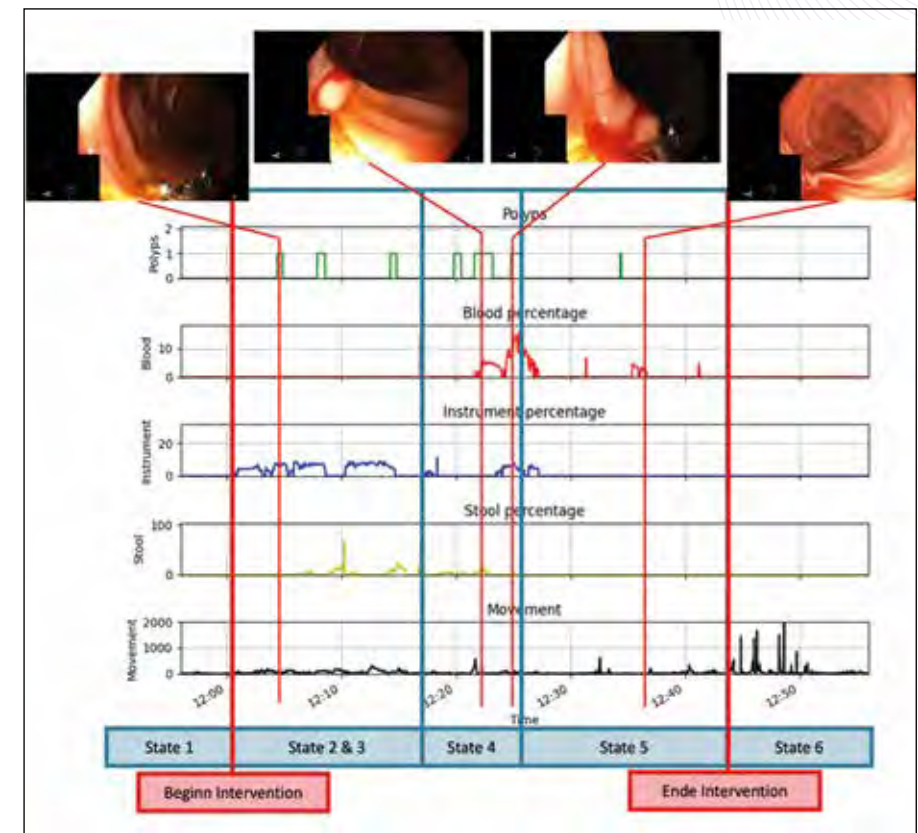 Polyps
Polyps
2
1
0
Blood percentage
Blood
10
0
Instrument percentage
Instrument
20
0
Stool percentage
Stool
100
0
Movement
Movement
2000
1000
0
12:00
12:10
12:20
12:30
12:40
12:50
Time
State 1
State 2 & 3
State 4
State 5
State 6
Beginn Intervention
Ende Intervention